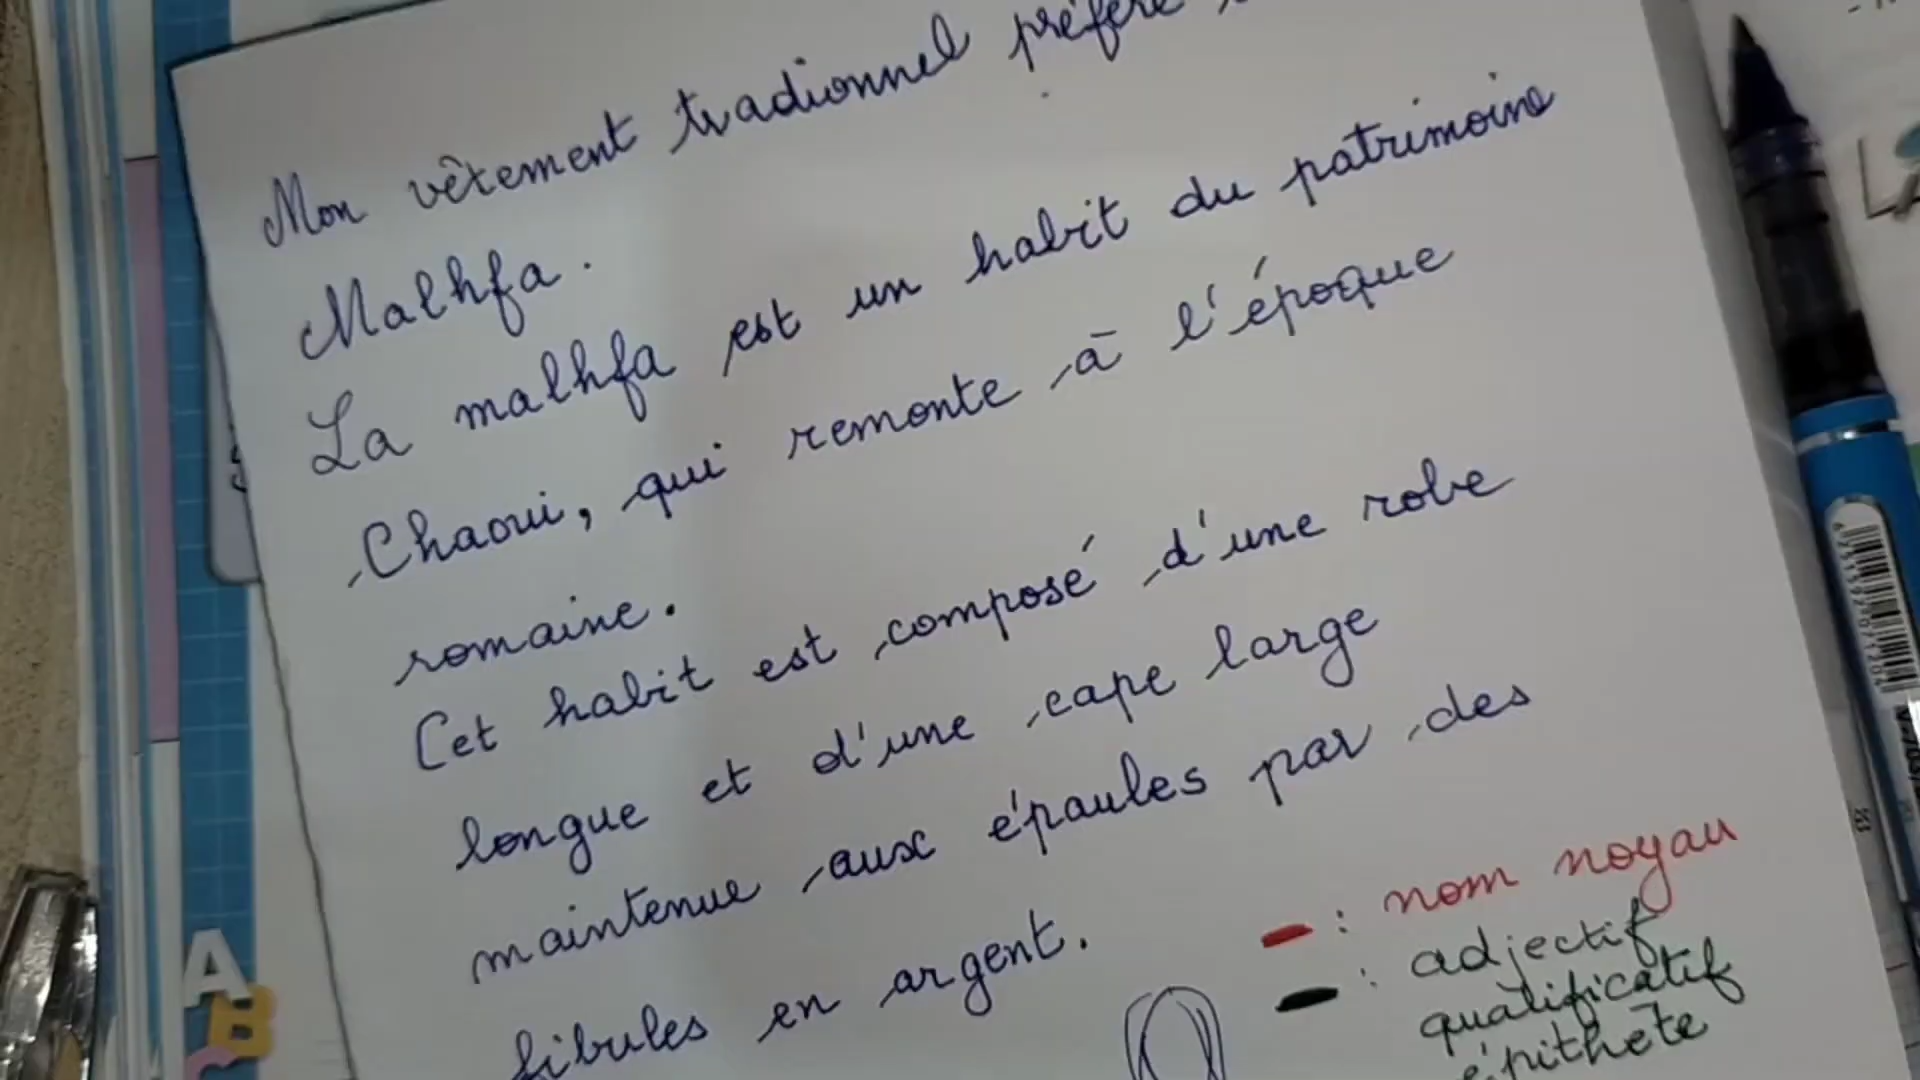 Mon vêtement tradionnel préféré
Malhfa.
La malhfa est un habit du patrimoine
Chaoui, qui remonte à l'époque
romaine.
Cet habit est composé d'une robe
longue et d'une cape large
maintenue aux épaules par des
fibules en argent.
: nom noyau
: adjectif
qualificatif
épithète
A
B